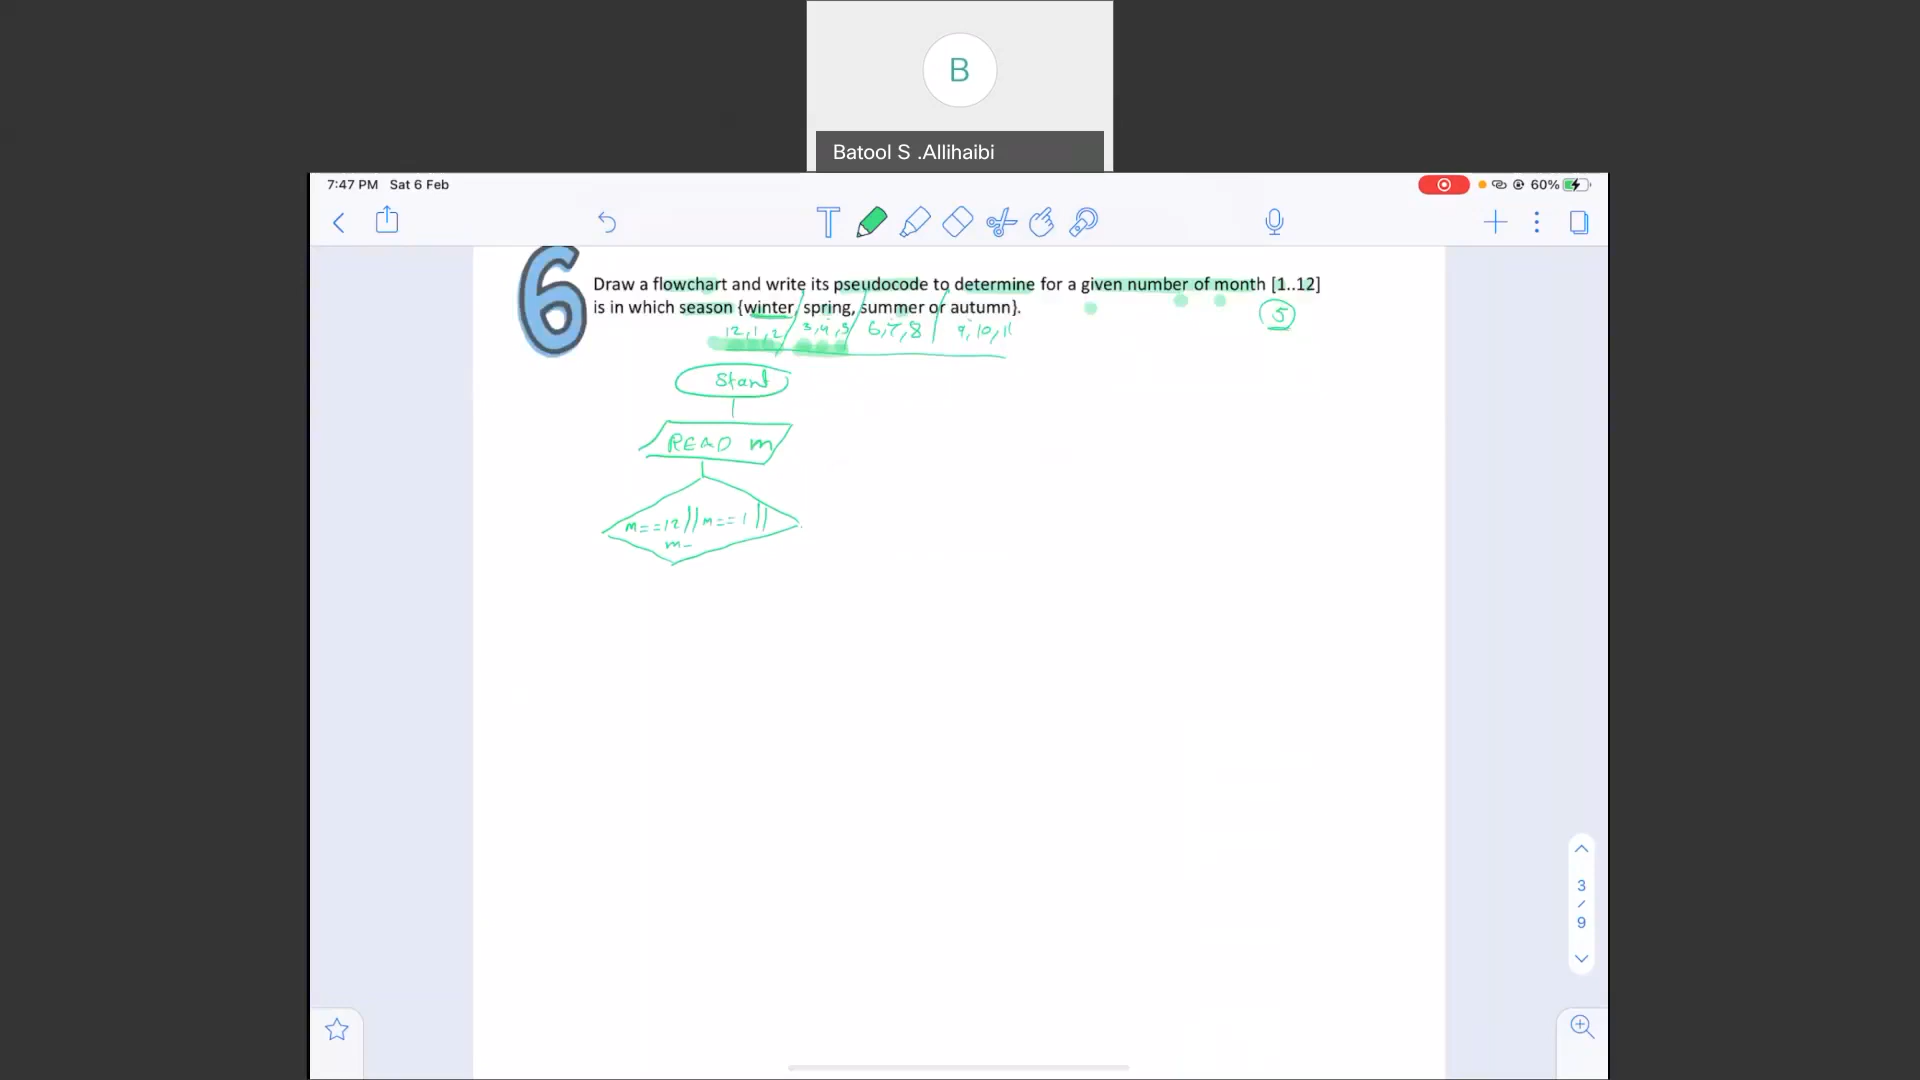 B
Batool S .Allihaibi
7:47 PM Sat 6 Feb
60%
T
6
Draw a flowchart and write its pseudocode to determine for a given number of month [1..12]
is in which season {winter, spring, summer or autumn}.
5
12,1,2 / 3,4,5 / 6,7,8 / 9,10,11
Start
READ m
m==12||m==1||
m-
3
/
9